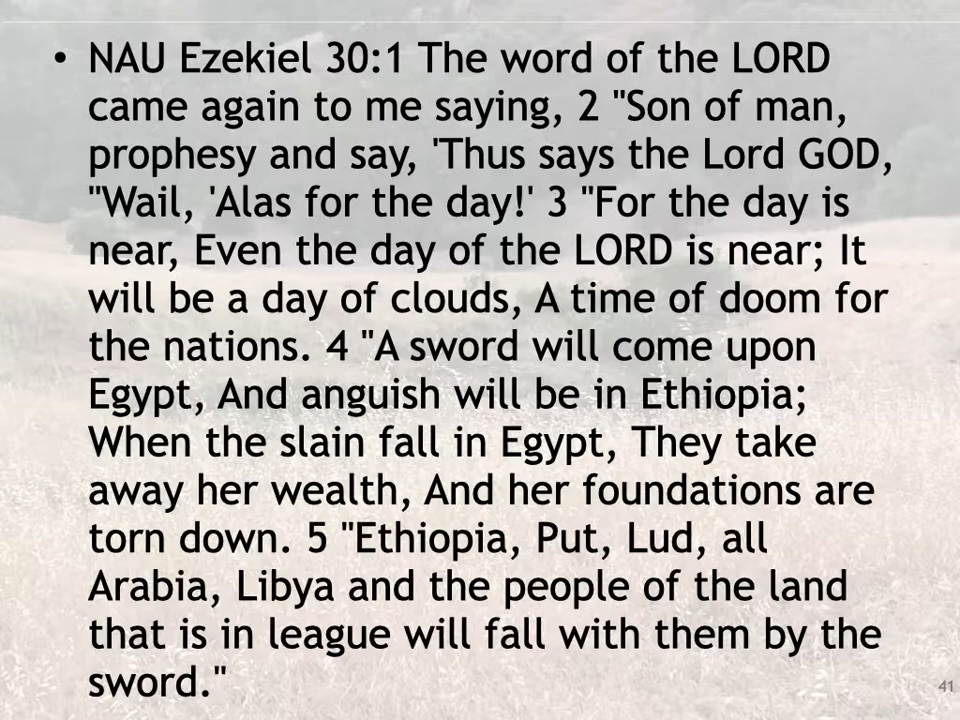 • NAU Ezekiel 30:1 The word of the LORD
came again to me saying, 2 "Son of man,
prophesy and say, 'Thus says the Lord GOD,
"Wail, 'Alas for the day!' 3 "For the day is
near, Even the day of the LORD is near; It
will be a day of clouds, A time of doom for
the nations. 4 "A sword will come upon
Egypt, And anguish will be in Ethiopia;
When the slain fall in Egypt, They take
away her wealth, And her foundations are
torn down. 5 "Ethiopia, Put, Lud, all
Arabia, Libya and the people of the land
that is in league will fall with them by the
sword."
41